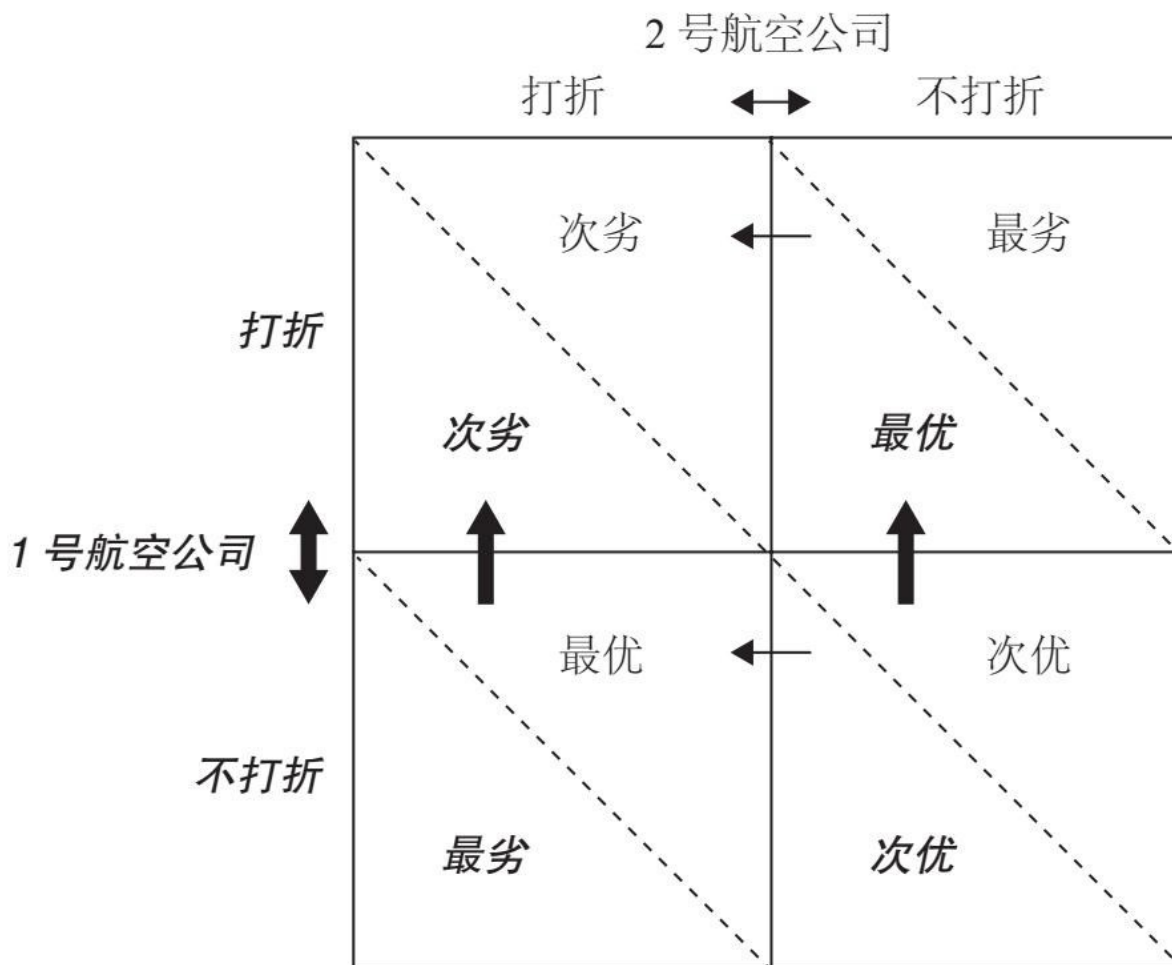 2 号航空公司
打折 不打折
次劣 最劣
打折
次劣 最优
1 号航空公司
最优 次优
不打折
最劣 次优